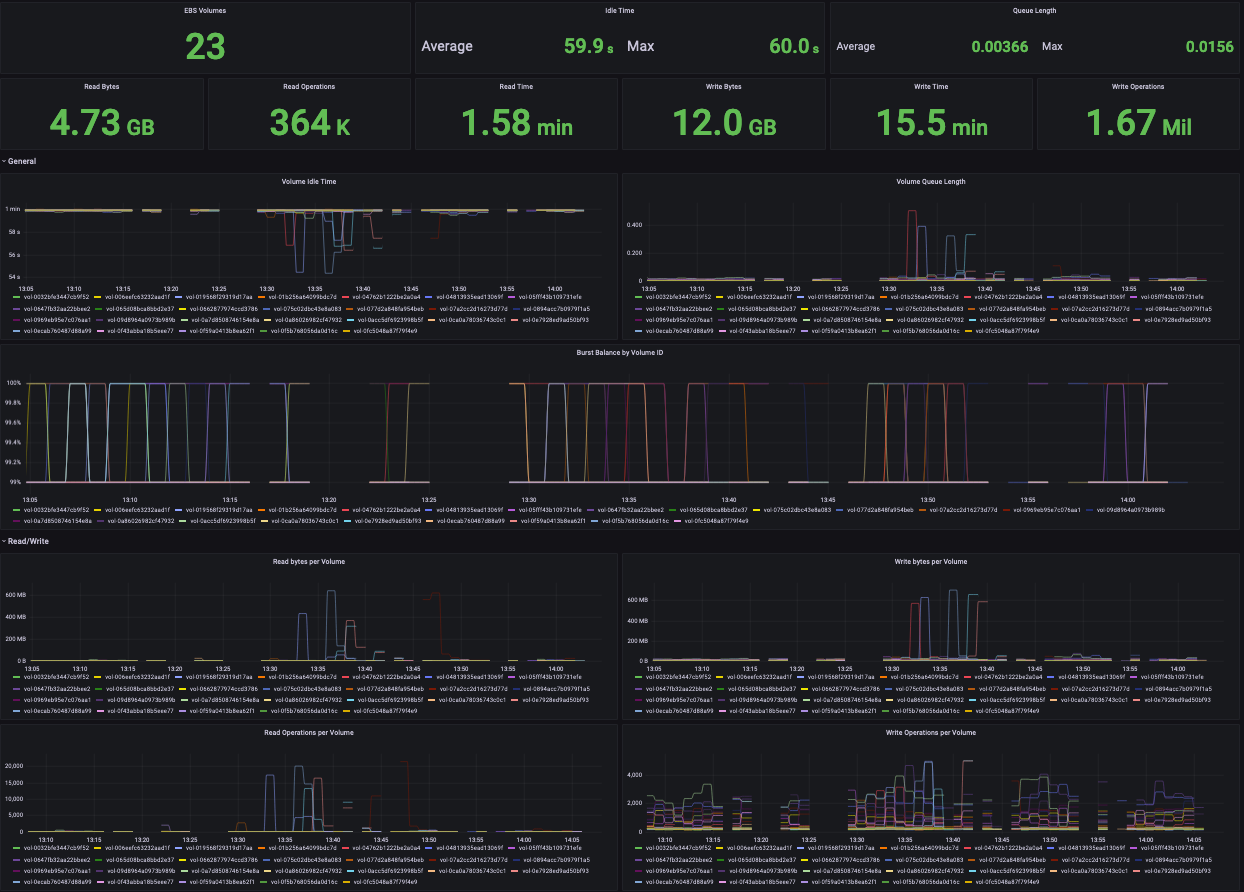 EBS Volumes
23
Idle Time
Average 59.9 s Max 60.0 s
Queue Length
Average 0.00366 Max 0.0156
Read Bytes
4.73 GB
Read Operations
364 K
Read Time
1.58 min
Write Bytes
12.0 GB
Write Time
15.5 min
Write Operations
1.67 Mil
General
Volume Idle Time
1 min
58 s
56 s
54 s
13:05 13:10 13:15 13:20 13:25 13:30 13:35 13:40 13:45 13:50 13:55 14:00
vol-0032bfe3447cb9f52 vol-006eefc63232aad1f vol-019568f29319d17aa vol-01b256a64099bdc7d vol-04762b1222be2a0a4 vol-04813935ead13069f vol-05fff43b109731efe
vol-0647fb32aa22bbee2 vol-065d08bca8bbd2e37 vol-0662877974ccd3786 vol-075c02dbc43e8a083 vol-077d2a848fa954beb vol-07a2cc2d16273d77d vol-0894acc7b0979f1a5
vol-0969eb95e7c076aa1 vol-09d8964a0973b989b vol-0a7d8508746154e8a vol-0a86026982cf47932 vol-0acc5df6923998b5f vol-0ca0a78036743c0c1 vol-0e7928ed9ad50bf93
vol-0ecab760487d88a99 vol-0f43abba18b5eee77 vol-0f59a0413b8ea62f1 vol-0f5b768056da0d16c vol-0fc5048a87f79f4e9
Volume Queue Length
0.400
0.200
0
13:05 13:10 13:15 13:20 13:25 13:30 13:35 13:40 13:45 13:50 13:55 14:00
vol-0032bfe3447cb9f52 vol-006eefc63232aad1f vol-019568f29319d17aa vol-01b256a64099bdc7d vol-04762b1222be2a0a4 vol-04813935ead13069f vol-05fff43b109731efe
vol-0647fb32aa22bbee2 vol-065d08bca8bbd2e37 vol-0662877974ccd3786 vol-075c02dbc43e8a083 vol-077d2a848fa954beb vol-07a2cc2d16273d77d vol-0894acc7b0979f1a5
vol-0969eb95e7c076aa1 vol-09d8964a0973b989b vol-0a7d8508746154e8a vol-0a86026982cf47932 vol-0acc5df6923998b5f vol-0ca0a78036743c0c1 vol-0e7928ed9ad50bf93
vol-0ecab760487d88a99 vol-0f43abba18b5eee77 vol-0f59a0413b8ea62f1 vol-0f5b768056da0d16c vol-0fc5048a87f79f4e9
Burst Balance by Volume ID
100%
99.8%
99.6%
99.4%
99.2%
99%
13:05 13:10 13:15 13:20 13:25 13:30 13:35 13:40 13:45 13:50 13:55 14:00
vol-0032bfe3447cb9f52 vol-006eefc63232aad1f vol-019568f29319d17aa vol-01b256a64099bdc7d vol-04762b1222be2a0a4 vol-04813935ead13069f vol-05fff43b109731efe vol-0647fb32aa22bbee2 vol-065d08bca8bbd2e37 vol-075c02dbc43e8a083 vol-077d2a848fa954beb vol-07a2cc2d16273d77d vol-0969eb95e7c076aa1 vol-09d8964a0973b989b
vol-0a7d8508746154e8a vol-0a86026982cf47932 vol-0acc5df6923998b5f vol-0ca0a78036743c0c1 vol-0e7928ed9ad50bf93 vol-0ecab760487d88a99 vol-0f59a0413b8ea62f1 vol-0f5b768056da0d16c vol-0fc5048a87f79f4e9
Read/Write
Read bytes per Volume
600 MB
400 MB
200 MB
0 B
13:05 13:10 13:15 13:20 13:25 13:30 13:35 13:40 13:45 13:50 13:55 14:00
vol-0032bfe3447cb9f52 vol-006eefc63232aad1f vol-019568f29319d17aa vol-01b256a64099bdc7d vol-04762b1222be2a0a4 vol-04813935ead13069f vol-05fff43b109731efe
vol-0647fb32aa22bbee2 vol-065d08bca8bbd2e37 vol-0662877974ccd3786 vol-075c02dbc43e8a083 vol-077d2a848fa954beb vol-07a2cc2d16273d77d vol-0894acc7b0979f1a5
vol-0969eb95e7c076aa1 vol-09d8964a0973b989b vol-0a7d8508746154e8a vol-0a86026982cf47932 vol-0acc5df6923998b5f vol-0ca0a78036743c0c1 vol-0e7928ed9ad50bf93
vol-0ecab760487d88a99 vol-0f43abba18b5eee77 vol-0f59a0413b8ea62f1 vol-0f5b768056da0d16c vol-0fc5048a87f79f4e9
Write bytes per Volume
600 MB
400 MB
200 MB
0 B
13:05 13:10 13:15 13:20 13:25 13:30 13:35 13:40 13:45 13:50 13:55 14:00
vol-0032bfe3447cb9f52 vol-006eefc63232aad1f vol-019568f29319d17aa vol-01b256a64099bdc7d vol-04762b1222be2a0a4 vol-04813935ead13069f vol-05fff43b109731efe
vol-0647fb32aa22bbee2 vol-065d08bca8bbd2e37 vol-0662877974ccd3786 vol-075c02dbc43e8a083 vol-077d2a848fa954beb vol-07a2cc2d16273d77d vol-0894acc7b0979f1a5
vol-0969eb95e7c076aa1 vol-09d8964a0973b989b vol-0a7d8508746154e8a vol-0a86026982cf47932 vol-0acc5df6923998b5f vol-0ca0a78036743c0c1 vol-0e7928ed9ad50bf93
vol-0ecab760487d88a99 vol-0f43abba18b5eee77 vol-0f59a0413b8ea62f1 vol-0f5b768056da0d16c vol-0fc5048a87f79f4e9
Read Operations per Volume
20,000
15,000
10,000
5,000
0
13:10 13:15 13:20 13:25 13:30 13:35 13:40 13:45 13:50 13:55 14:00 14:05
vol-0032bfe3447cb9f52 vol-006eefc63232aad1f vol-019568f29319d17aa vol-01b256a64099bdc7d vol-04762b1222be2a0a4 vol-04813935ead13069f vol-05fff43b109731efe
vol-0647fb32aa22bbee2 vol-065d08bca8bbd2e37 vol-0662877974ccd3786 vol-075c02dbc43e8a083 vol-077d2a848fa954beb vol-07a2cc2d16273d77d vol-0894acc7b0979f1a5
vol-0969eb95e7c076aa1 vol-09d8964a0973b989b vol-0a7d8508746154e8a vol-0a86026982cf47932 vol-0acc5df6923998b5f vol-0ca0a78036743c0c1 vol-0e7928ed9ad50bf93
vol-0ecab760487d88a99 vol-0f43abba18b5eee77 vol-0f59a0413b8ea62f1 vol-0f5b768056da0d16c vol-0fc5048a87f79f4e9
Write Operations per Volume
4,000
2,000
0
13:10 13:15 13:20 13:25 13:30 13:35 13:40 13:45 13:50 13:55 14:00 14:05
vol-0032bfe3447cb9f52 vol-006eefc63232aad1f vol-019568f29319d17aa vol-01b256a64099bdc7d vol-04762b1222be2a0a4 vol-04813935ead13069f vol-05fff43b109731efe
vol-0647fb32aa22bbee2 vol-065d08bca8bbd2e37 vol-0662877974ccd3786 vol-075c02dbc43e8a083 vol-077d2a848fa954beb vol-07a2cc2d16273d77d vol-0894acc7b0979f1a5
vol-0969eb95e7c076aa1 vol-09d8964a0973b989b vol-0a7d8508746154e8a vol-0a86026982cf47932 vol-0acc5df6923998b5f vol-0ca0a78036743c0c1 vol-0e7928ed9ad50bf93
vol-0ecab760487d88a99 vol-0f43abba18b5eee77 vol-0f59a0413b8ea62f1 vol-0f5b768056da0d16c vol-0fc5048a87f79f4e9